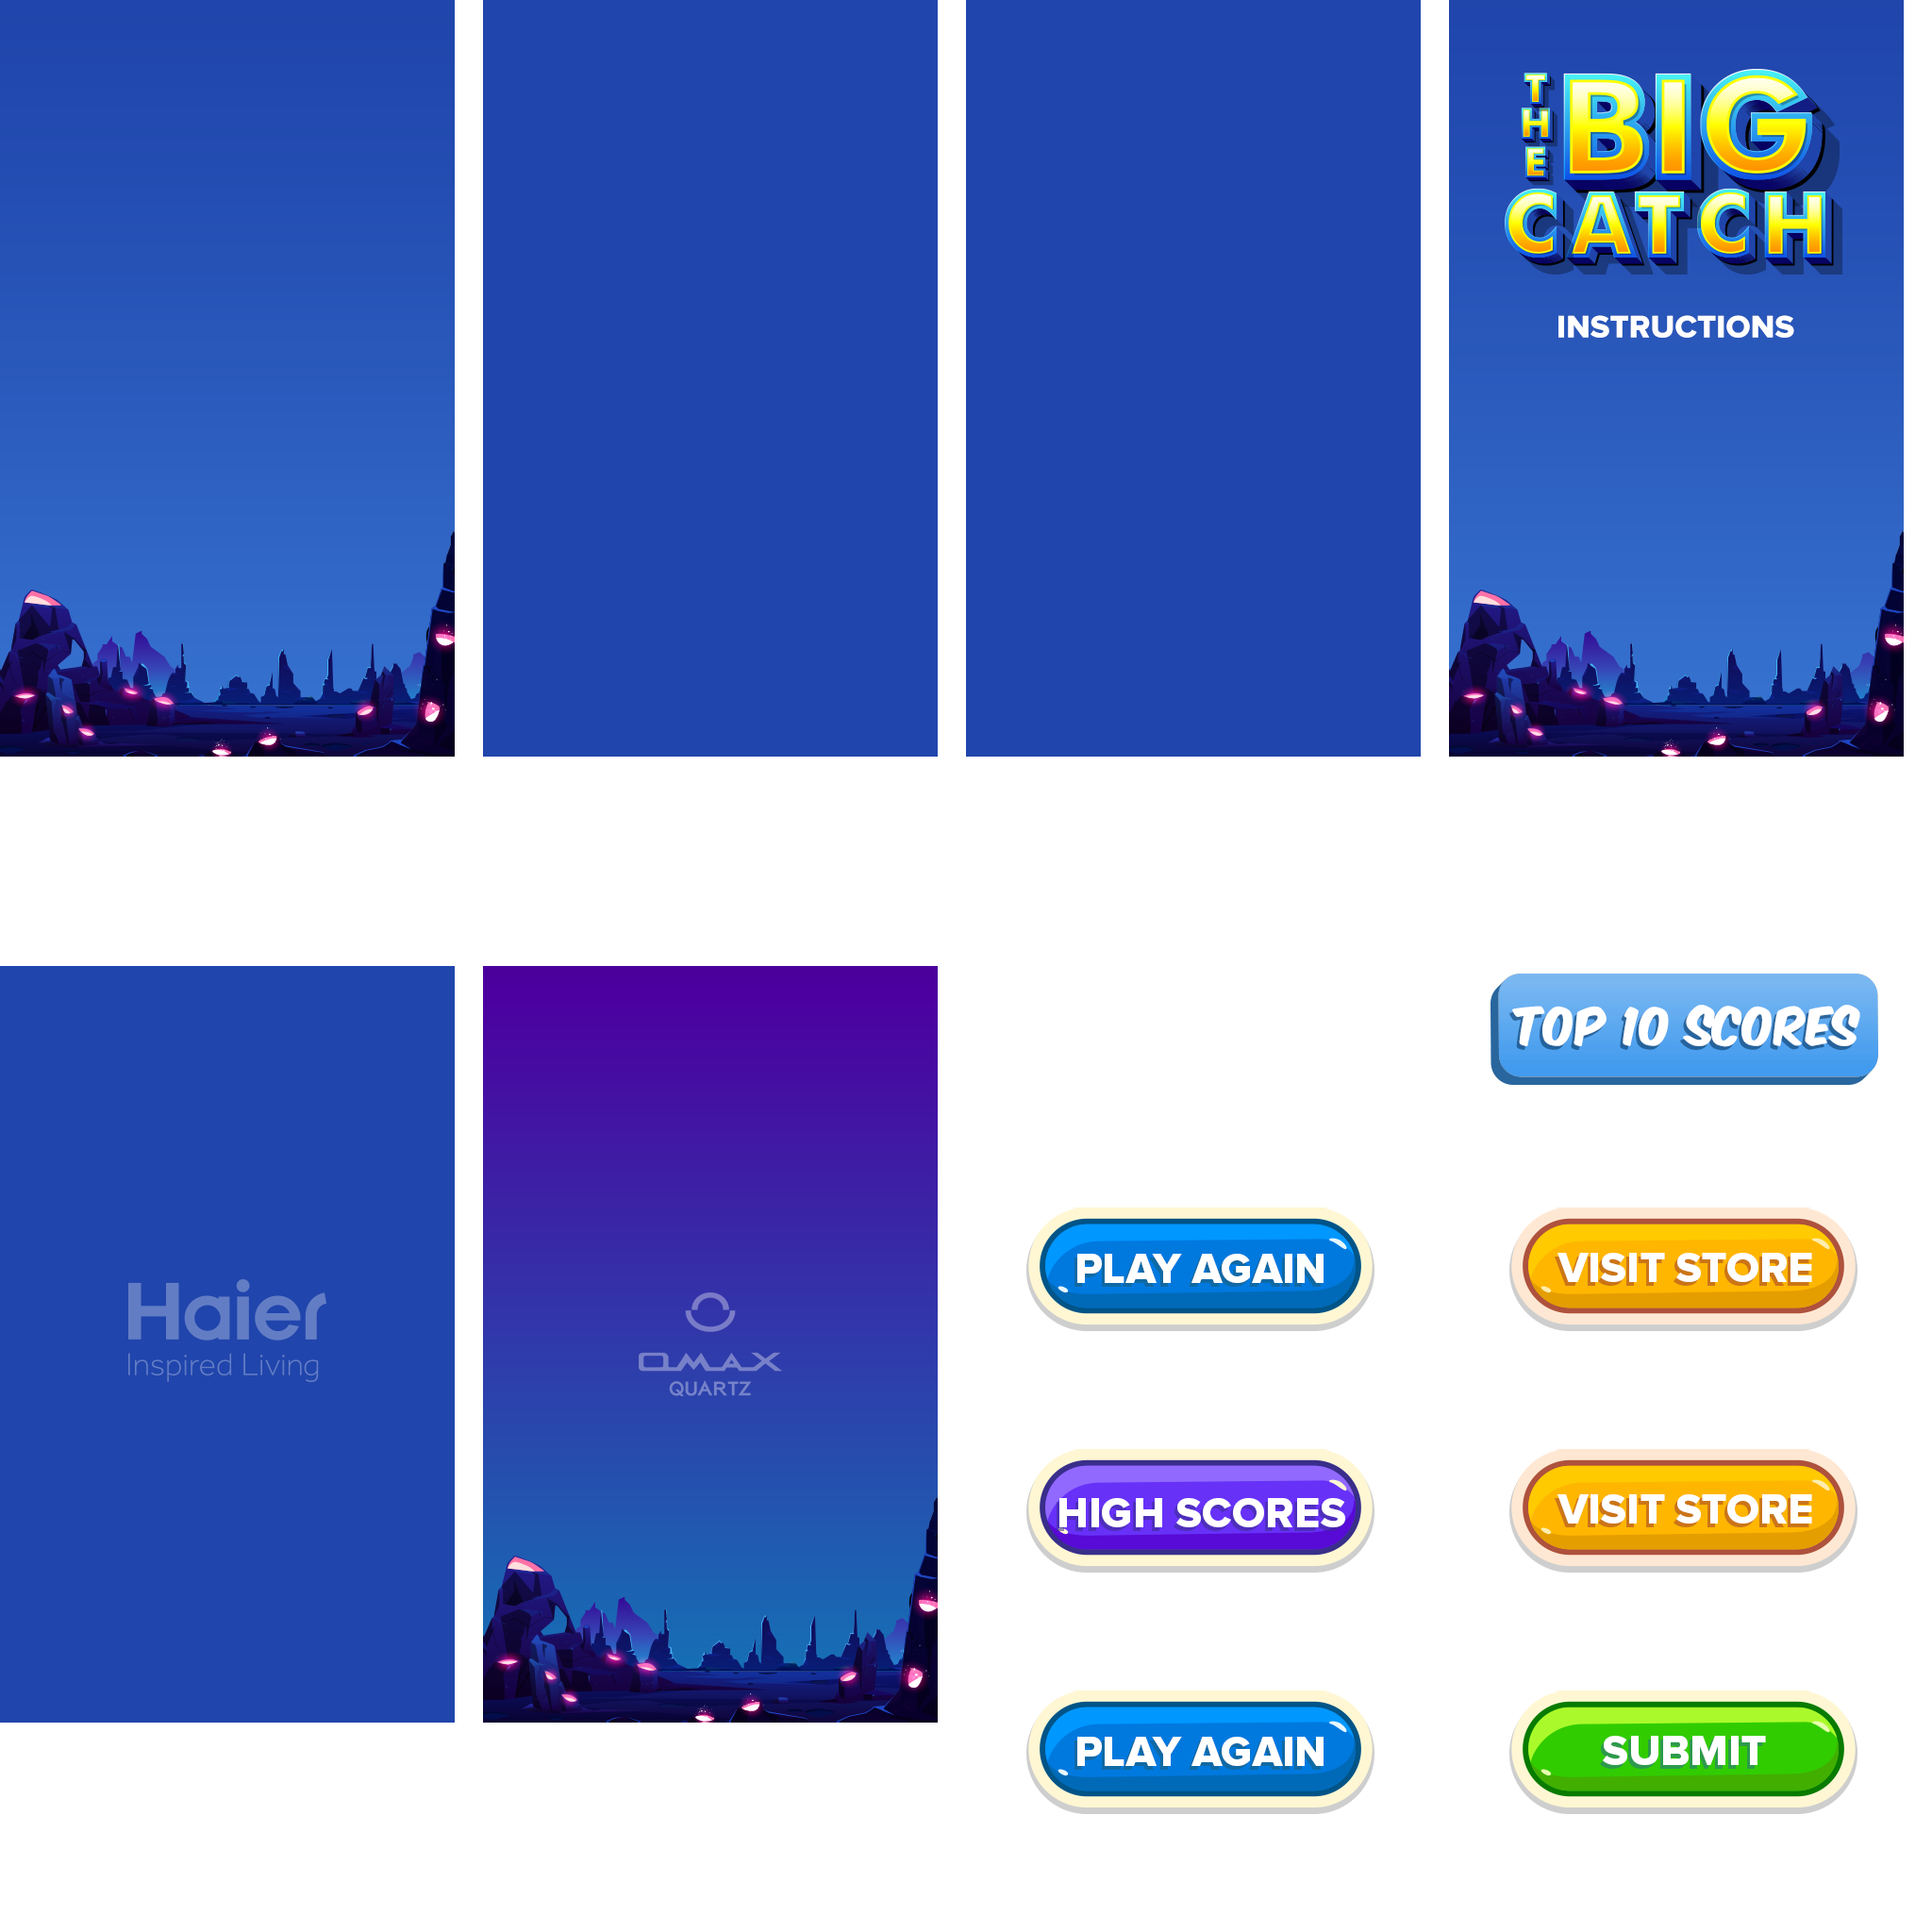 THE BIG
CATCH
INSTRUCTIONS
TOP 10 SCORES
Haier
Inspired Living
OMAX
QUARTZ
PLAY AGAIN
VISIT STORE
HIGH SCORES
VISIT STORE
PLAY AGAIN
SUBMIT